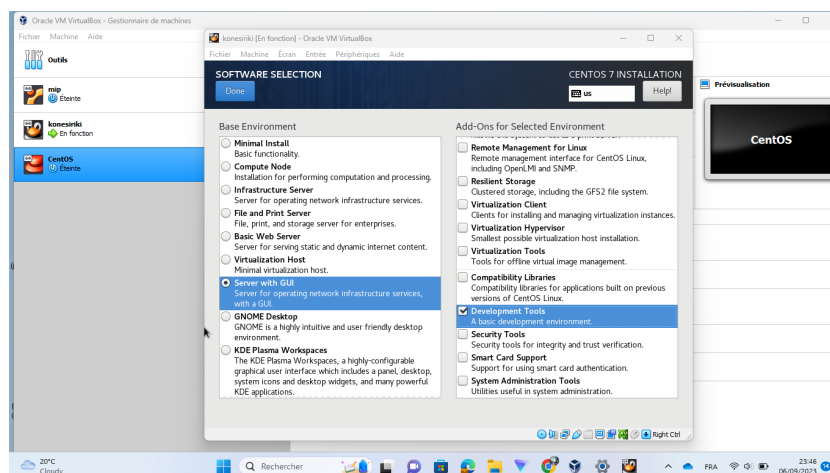 Oracle VM VirtualBox - Gestionnaire de machines
Fichier Machine Aide
Outils
mip
Éteinte
konesiriki
En fonction
CentOS
Éteinte
konesiriki [En fonction] - Oracle VM VirtualBox
Fichier Machine Écran Entrée Périphériques Aide
SOFTWARE SELECTION
Done
CENTOS 7 INSTALLATION
us
Help!
Base Environment
Minimal Install
Basic functionality.
Compute Node
Installation for performing computation and processing.
Infrastructure Server
Server for operating network infrastructure services.
File and Print Server
File, print, and storage server for enterprises.
Basic Web Server
Server for serving static and dynamic internet content.
Virtualization Host
Minimal virtualization host.
Server with GUI
Server for operating network infrastructure services,
with a GUI.
GNOME Desktop
GNOME is a highly intuitive and user friendly desktop
environment.
KDE Plasma Workspaces
The KDE Plasma Workspaces, a highly-configurable
graphical user interface which includes a panel, desktop,
system icons and desktop widgets, and many powerful
KDE applications.
Add-Ons for Selected Environment
Remote Management for Linux
Remote management interface for CentOS Linux,
including OpenLMI and SNMP.
Resilient Storage
Clustered storage, including the GFS2 file system.
Virtualization Client
Clients for installing and managing virtualization instances.
Virtualization Hypervisor
Smallest possible virtualization host installation.
Virtualization Tools
Tools for offline virtual image management.
Compatibility Libraries
Compatibility libraries for applications built on previous
versions of CentOS Linux.
Development Tools
A basic development environment.
Security Tools
Security tools for integrity and trust verification.
Smart Card Support
Support for using smart card authentication.
System Administration Tools
Utilities useful in system administration.
Right Ctrl
Prévisualisation
CentOS
20°C
Cloudy
Rechercher
FRA
23:46
06/09/2023